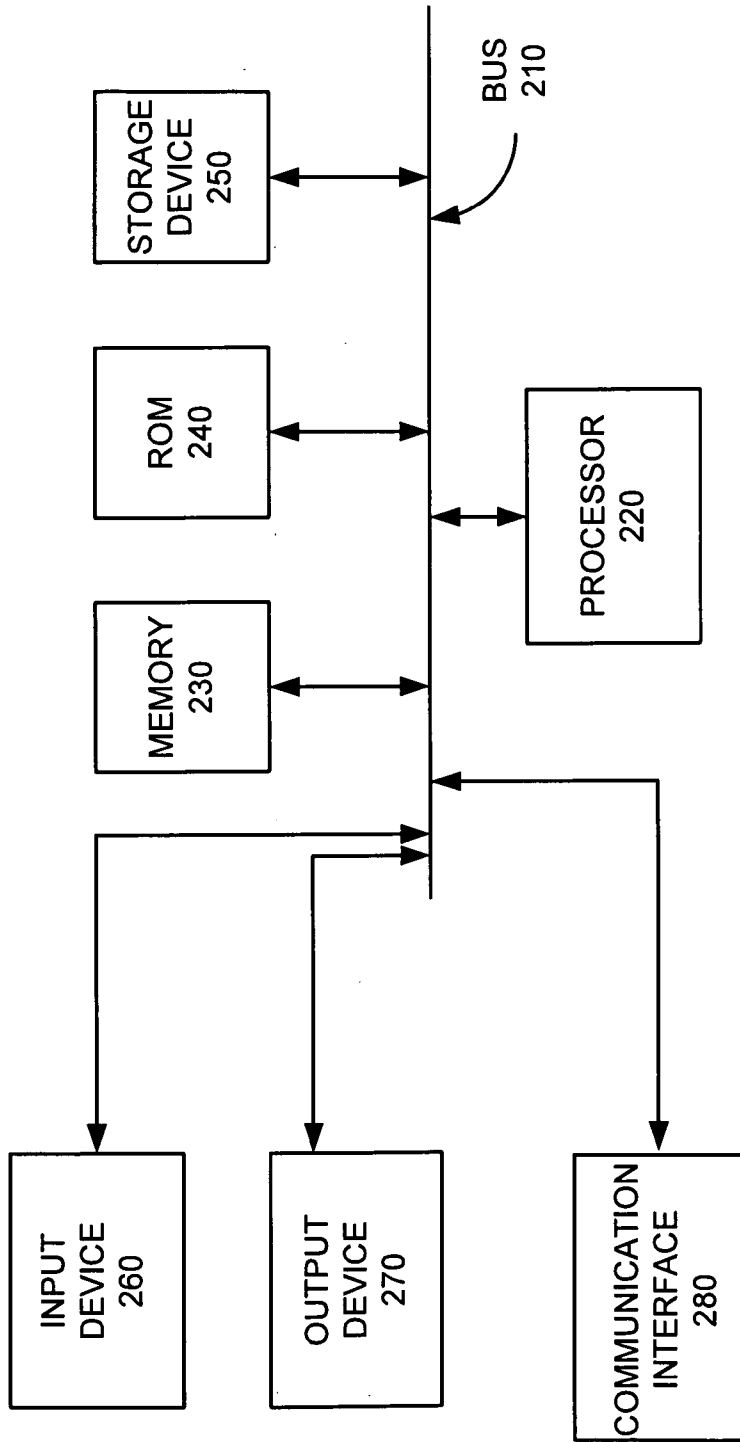 INPUT
DEVICE
260
OUTPUT
DEVICE
270
COMMUNICATION
INTERFACE
280
MEMORY
230
ROM
240
STORAGE
DEVICE
250
PROCESSOR
220
BUS
210